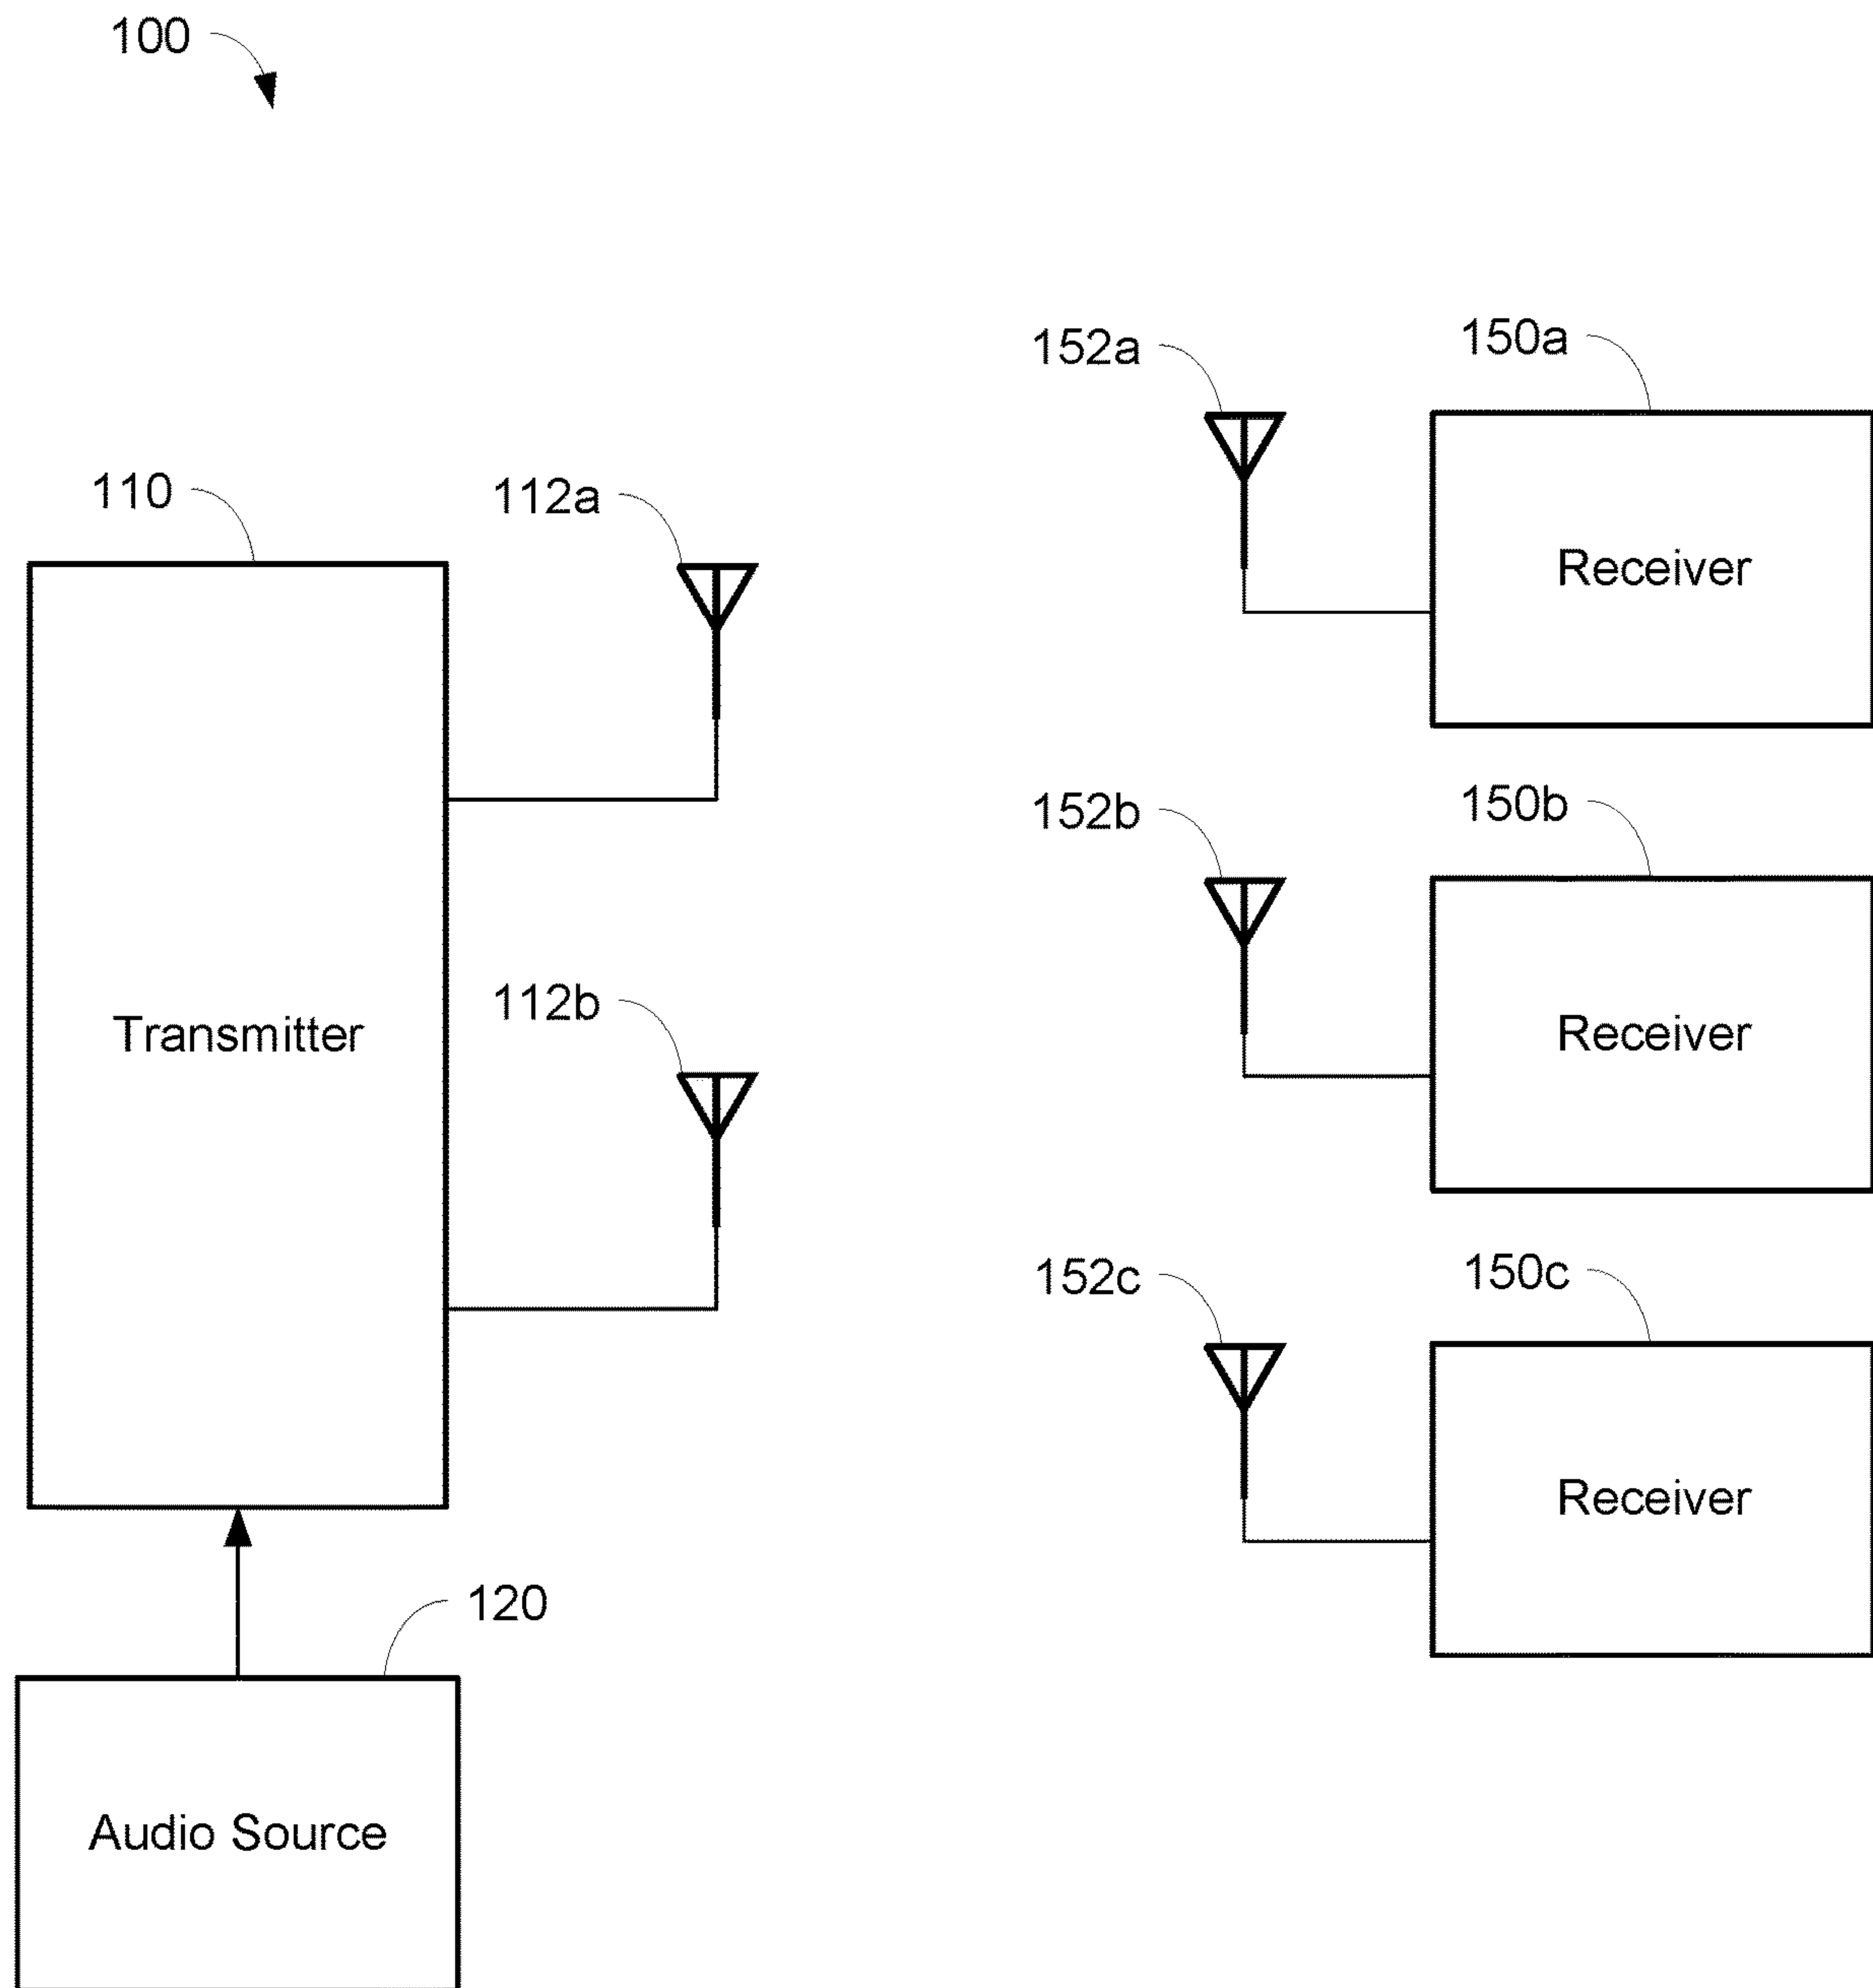 100
152a
150a
Receiver
110
112a
152b
150b
Receiver
112b
Transmitter
152c
150c
Receiver
120
Audio Source